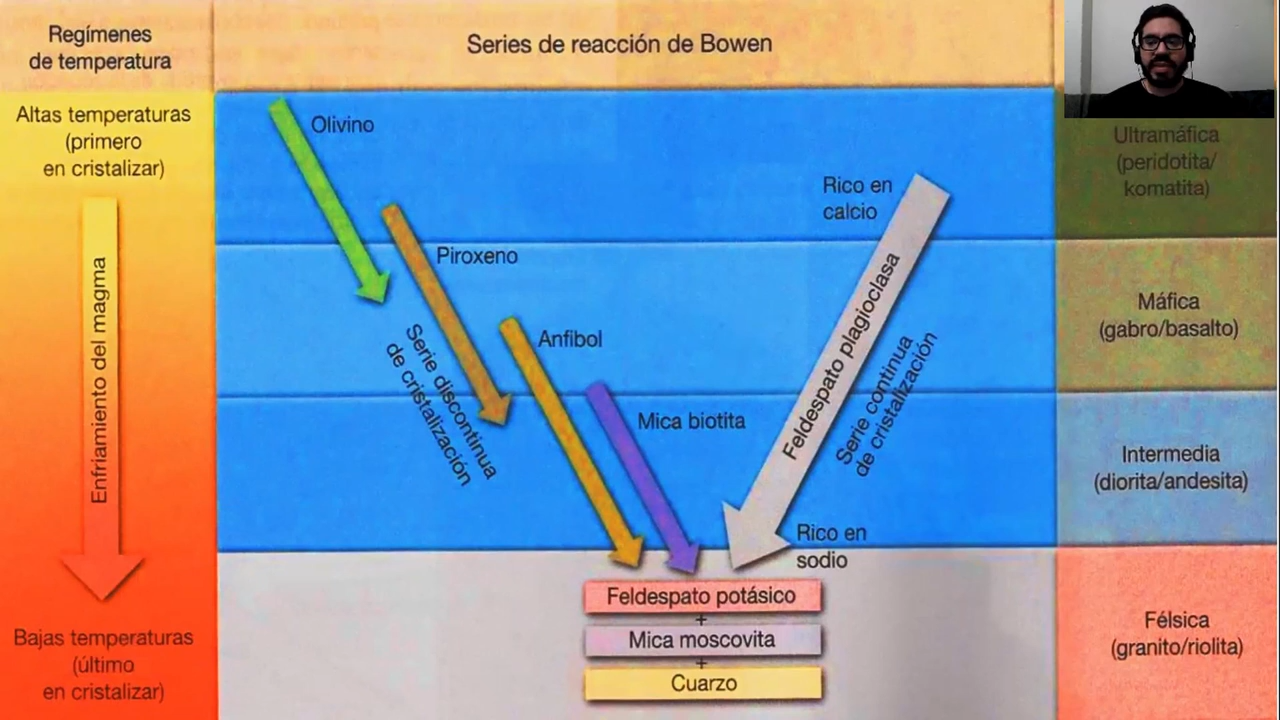 Regímenes
de temperatura
Series de reacción de Bowen
Altas temperaturas
(primero
en cristalizar)
Enfriamiento del magma
Bajas temperaturas
(último
en cristalizar)
Olivino
Piroxeno
Anfibol
Mica biotita
Serie discontinua
de cristalización
Rico en
calcio
Feldespato plagioclasa
Serie continua
de cristalización
Rico en
sodio
Feldespato potásico
+
Mica moscovita
+
Cuarzo
Ultramáfica
(peridotita/
komatita)
Máfica
(gabro/basalto)
Intermedia
(diorita/andesita)
Félsica
(granito/riolita)